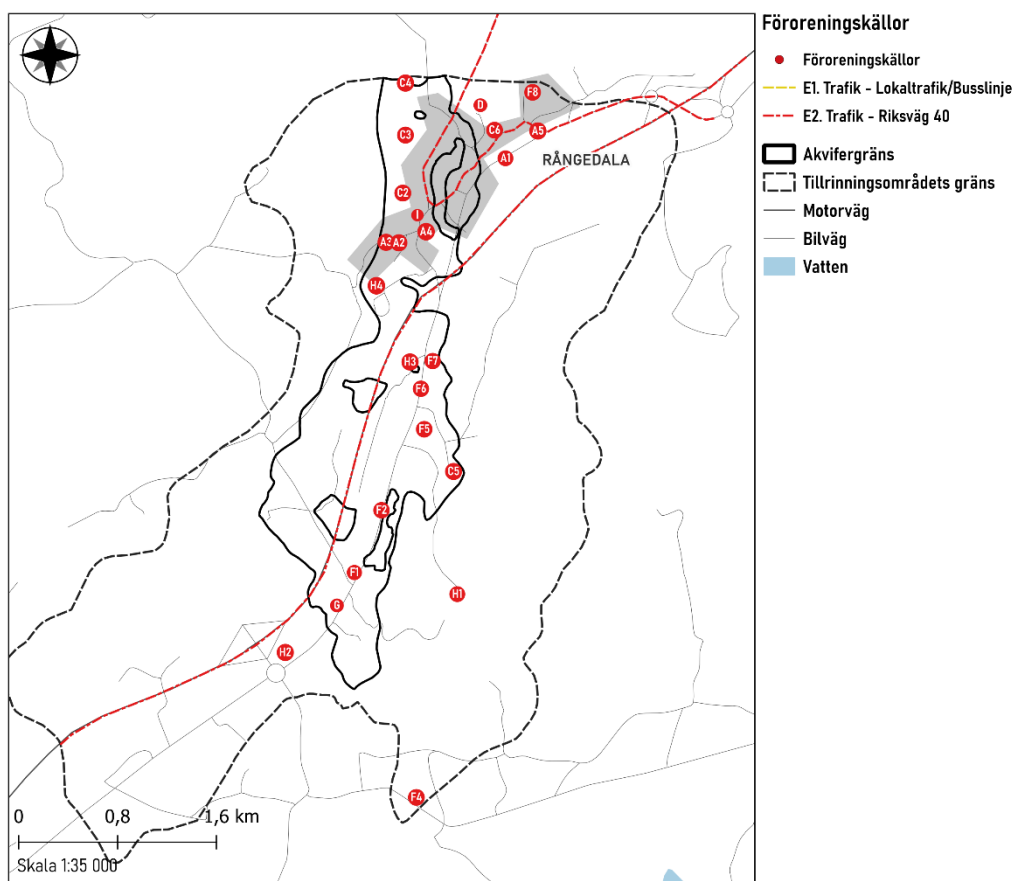 Föroreningskällor
Föroreningskällor
E1. Trafik - Lokaltrafik/Busslinje
E2. Trafik - Riksväg 40
Akvifergräns
Tillrinningsområdets gräns
Motorväg
Bilväg
Vatten
C4
F8
D
C6
A5
C3
A1
RÅNGEDALA
C2
I
A4
A3
A2
H4
H3
F7
F6
F5
C5
F2
F1
H1
G
H2
F4
0
0,8
1,6 km
Skala 1:35 000